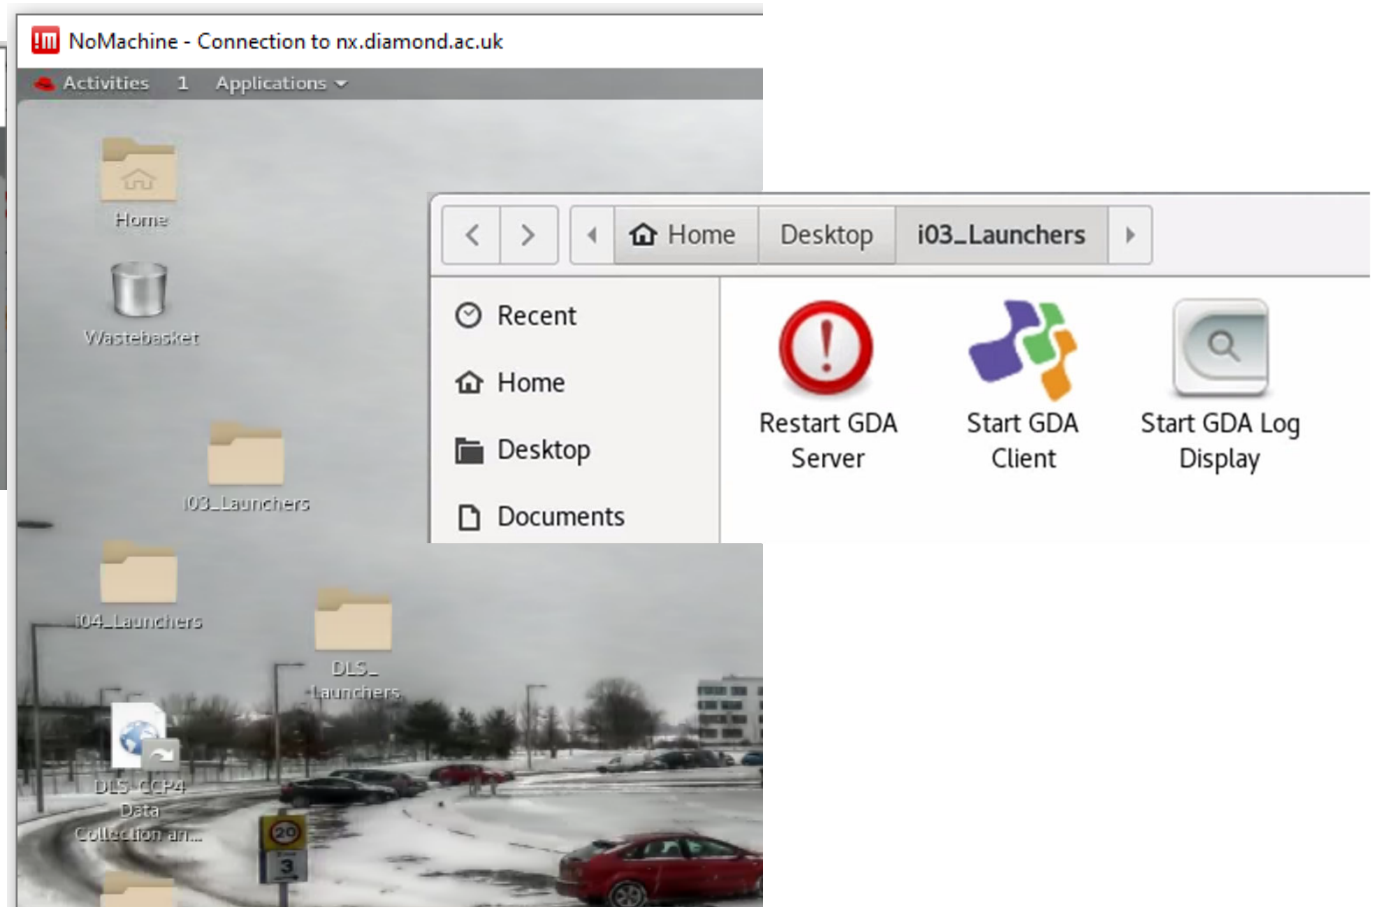 NoMachine - Connection to nx.diamond.ac.uk
Activities 1 Applications
Home
Wastebasket
i03_Launchers
i04_Launchers
DLS_
Launchers
DLS_CCP4
Data
Collection an...
20
3
Home Desktop i03_Launchers
Recent
Home
Desktop
Documents
Restart GDA
Server
Start GDA
Client
Start GDA Log
Display